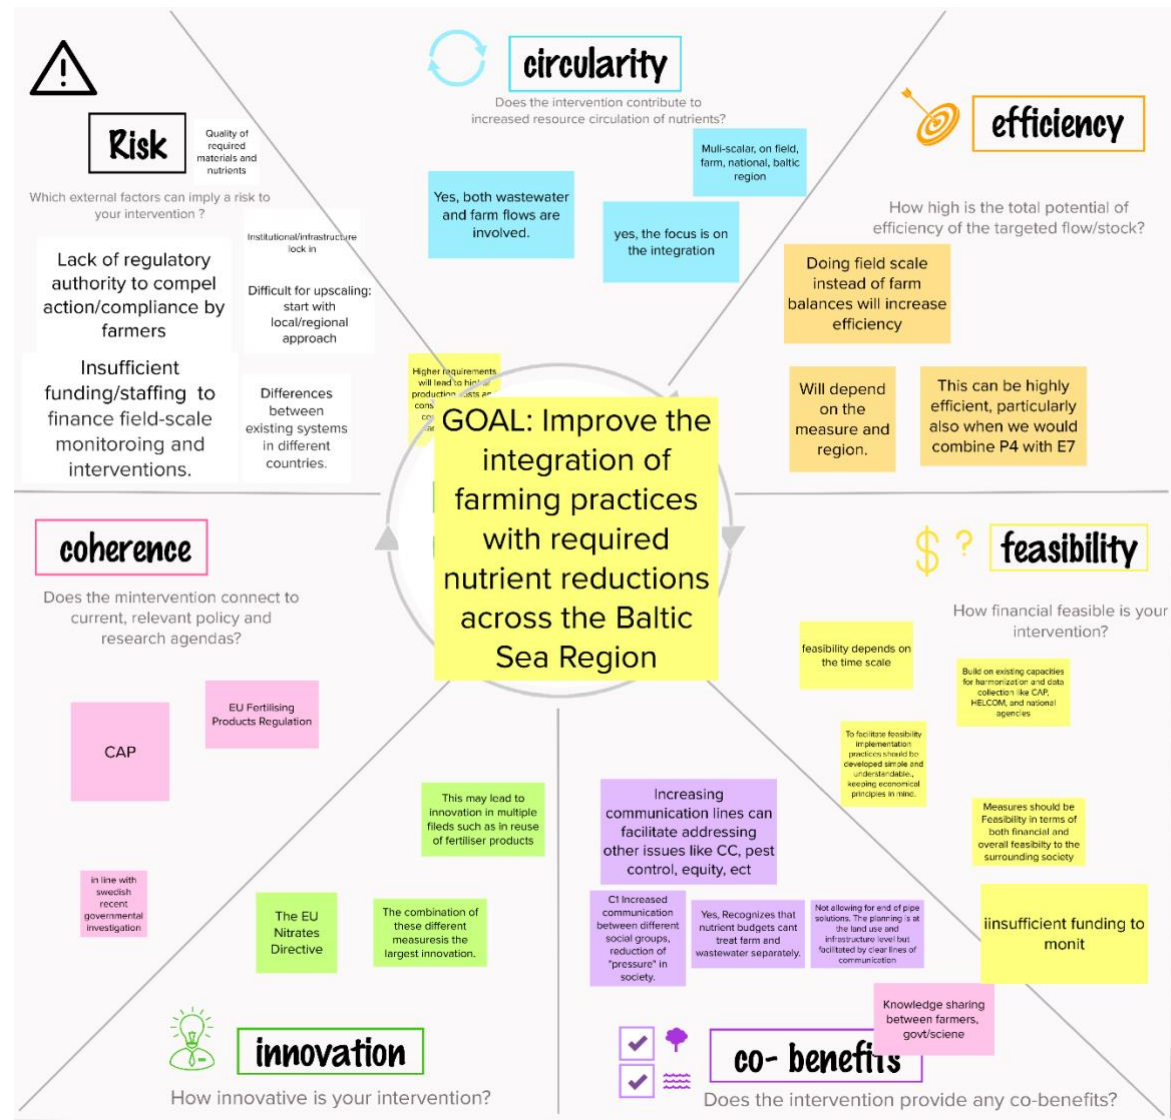 Risk
Quality of
required
materials and
nutrients
Which external factors can imply a risk to
your intervention ?
Institutional/infrastructure
lock in
Lack of regulatory
authority to compel
action/compliance by
farmers
Difficult for upscaling:
start with
local/regional
approach
Insufficient
funding/staffing to
finance field-scale
monitoroing and
interventions.
Differences
between
existing systems
in different
countries.
circularity
Does the intervention contribute to
increased resource circulation of nutrients?
Muli-scalar, on field,
farm, national, baltic
region
Yes, both wastewater
and farm flows are
involved.
yes, the focus is on
the integration
efficiency
How high is the total potential of
efficiency of the targeted flow/stock?
Doing field scale
instead of farm
balances will increase
efficiency
Will depend
on the
measure and
region.
This can be highly
efficient, particularly
also when we would
combine P4 with E7
Higher requirements
will lead to
production
GOAL: Improve the
integration of
farming practices
with required
nutrient reductions
across the Baltic
Sea Region
coherence
Does the mintervention connect to
current, relevant policy and
research agendas?
EU Fertilising
Products Regulation
CAP
in line with
swedish
recent
governmental
investigation
feasibility
$ ?
How financial feasible is your
intervention?
feasibility depends on
the time scale
Build on existing capacities
for harmonization and data
collection like CAP,
HELCOM, and national
agencies
To facilitate feasibility
implementation
practices should be
developed simple and
understandable.,
keeping economical
principles in mind.
Measures should be
Feasibility in terms of
both financial and
overall feasibilty to the
surrounding society
iinsufficient funding to
monit
This may lead to
innovation in multiple
fileds such as in reuse
of fertiliser products
The EU
Nitrates
Directive
The combination of
these different
measuresis the
largest innovation.
innovation
How innovative is your intervention?
Increasing
communication lines can
facilitate addressing
other issues like CC, pest
control, equity, ect
C1 Increased
communication
between different
social groups,
reduction of
"pressure" in
society.
Yes, Recognizes that
nutrient budgets cant
treat farm and
wastewater separately.
Not allowing for end of pipe
solutions. The planning is at
the land use and
infrastructure level but
facilitated by clear lines of
communication
Knowledge sharing
between farmers,
govt/sciene
co- benefits
Does the intervention provide any co-benefits?